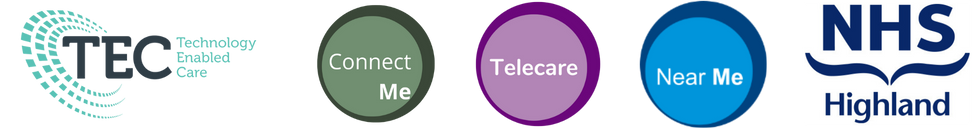 TEC
Technology
Enabled
Care
Connect
Me
Telecare
Near Me
NHS
Highland